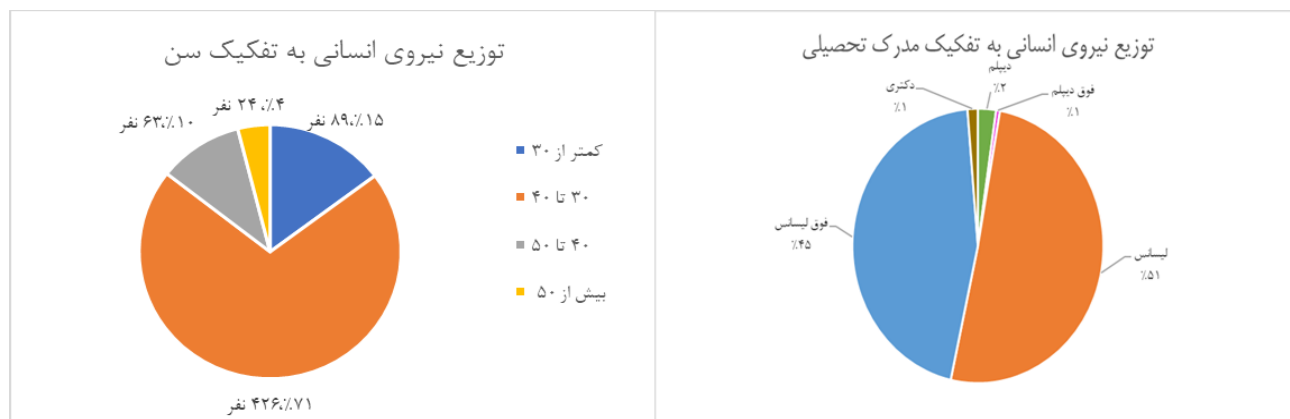 توزیع نیروی انسانی به تفکیک مدرک تحصیلی
دیپلم
٪۲
فوق دیپلم
٪۱
دکتری
٪۱
فوق لیسانس
٪۴۵
لیسانس
٪۵۱
توزیع نیروی انسانی به تفکیک سن
۸۹،٪۱۵ نفر
۲۴،٪۴ نفر
۶۳،٪۱۰ نفر
۴۲۶،٪۷۱ نفر
کمتر از ۳۰
۳۰ تا ۴۰
۴۰ تا ۵۰
بیش از ۵۰